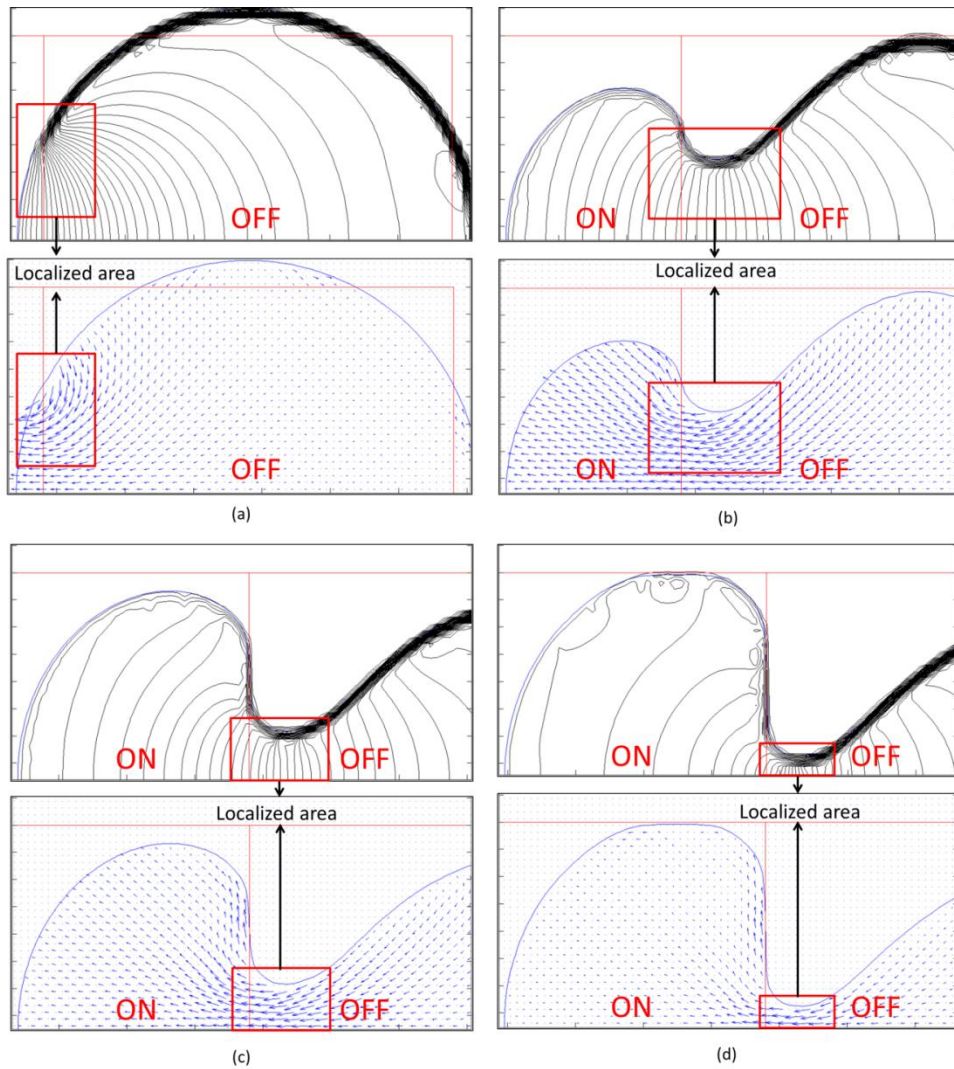 OFF
Localized area
OFF
(a)
ON OFF
Localized area
ON OFF
(b)
ON OFF
Localized area
ON OFF
(c)
ON OFF
Localized area
ON OFF
(d)